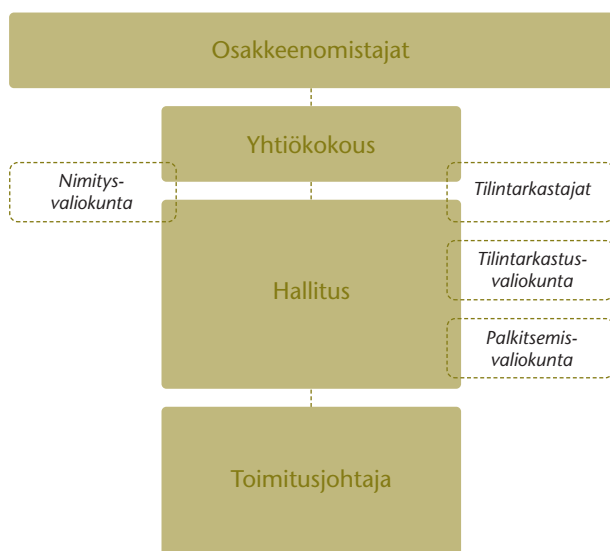 Osakkeenomistajat
Yhtiökokous
Nimitys-
valiokunta
Tilintarkastajat
Hallitus
Tilintarkastus-
valiokunta
Palkitsemis-
valiokunta
Toimitusjohtaja